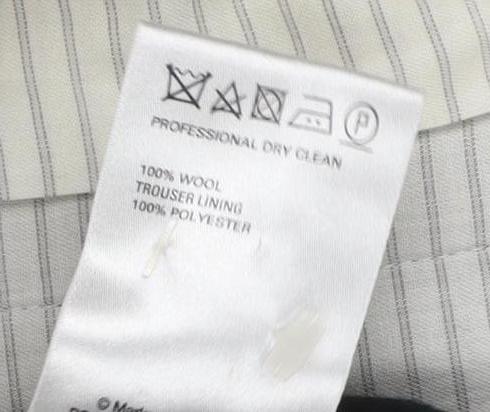 P
PROFESSIONAL DRY CLEAN
100% WOOL
TROUSER LINING
100% POLYESTER
©